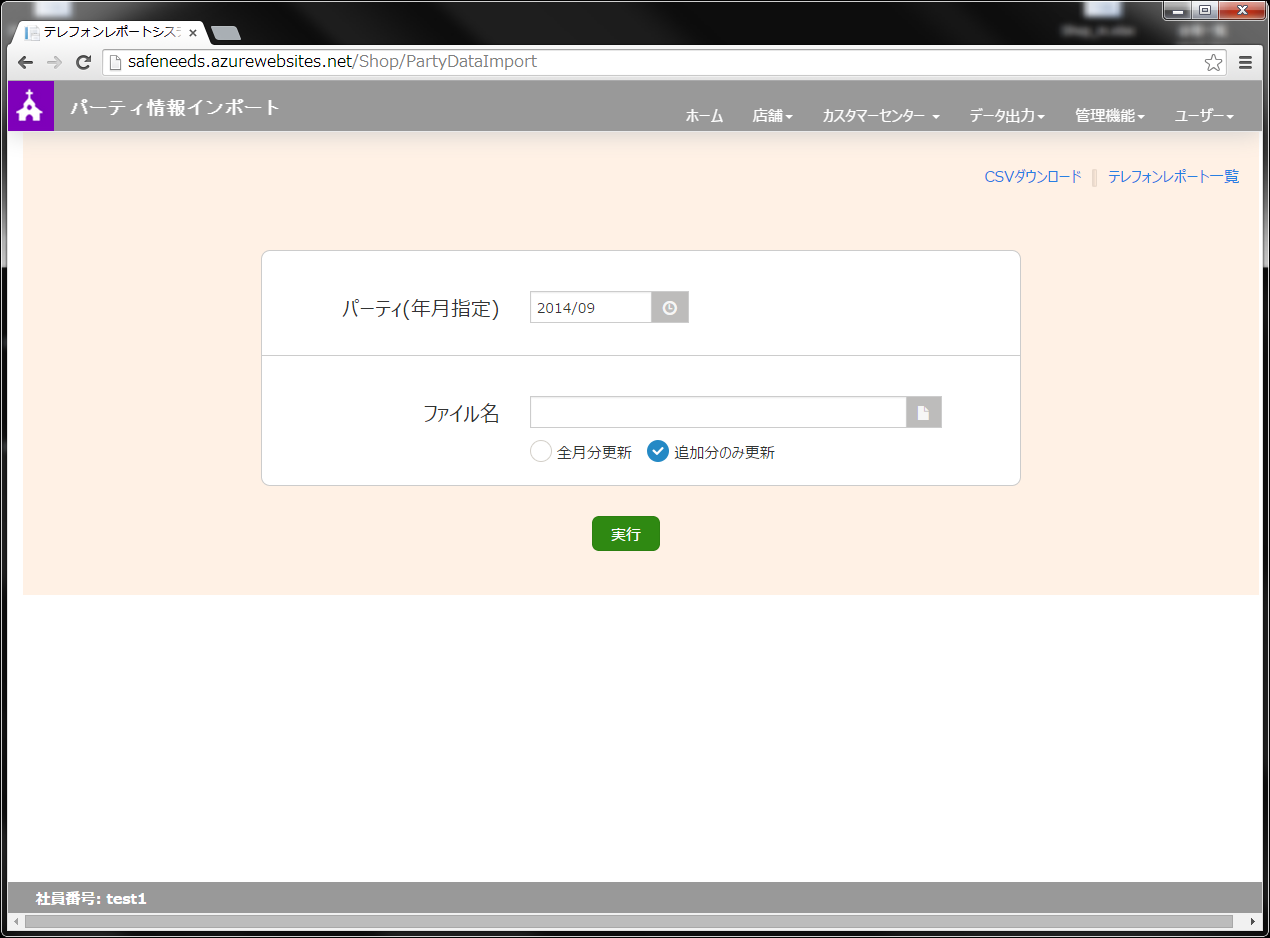 テレフォンレポートシス
safeneeds.azurewebsites.net/Shop/PartyDataImport
パーティ情報インポート
ホーム 店舗 カスタマーセンター データ出力 管理機能 ユーザー
CSVダウンロード テレフォンレポート一覧
パーティ(年月指定) 2014/09
ファイル名
全月分更新 追加分のみ更新
実行
社員番号: test1